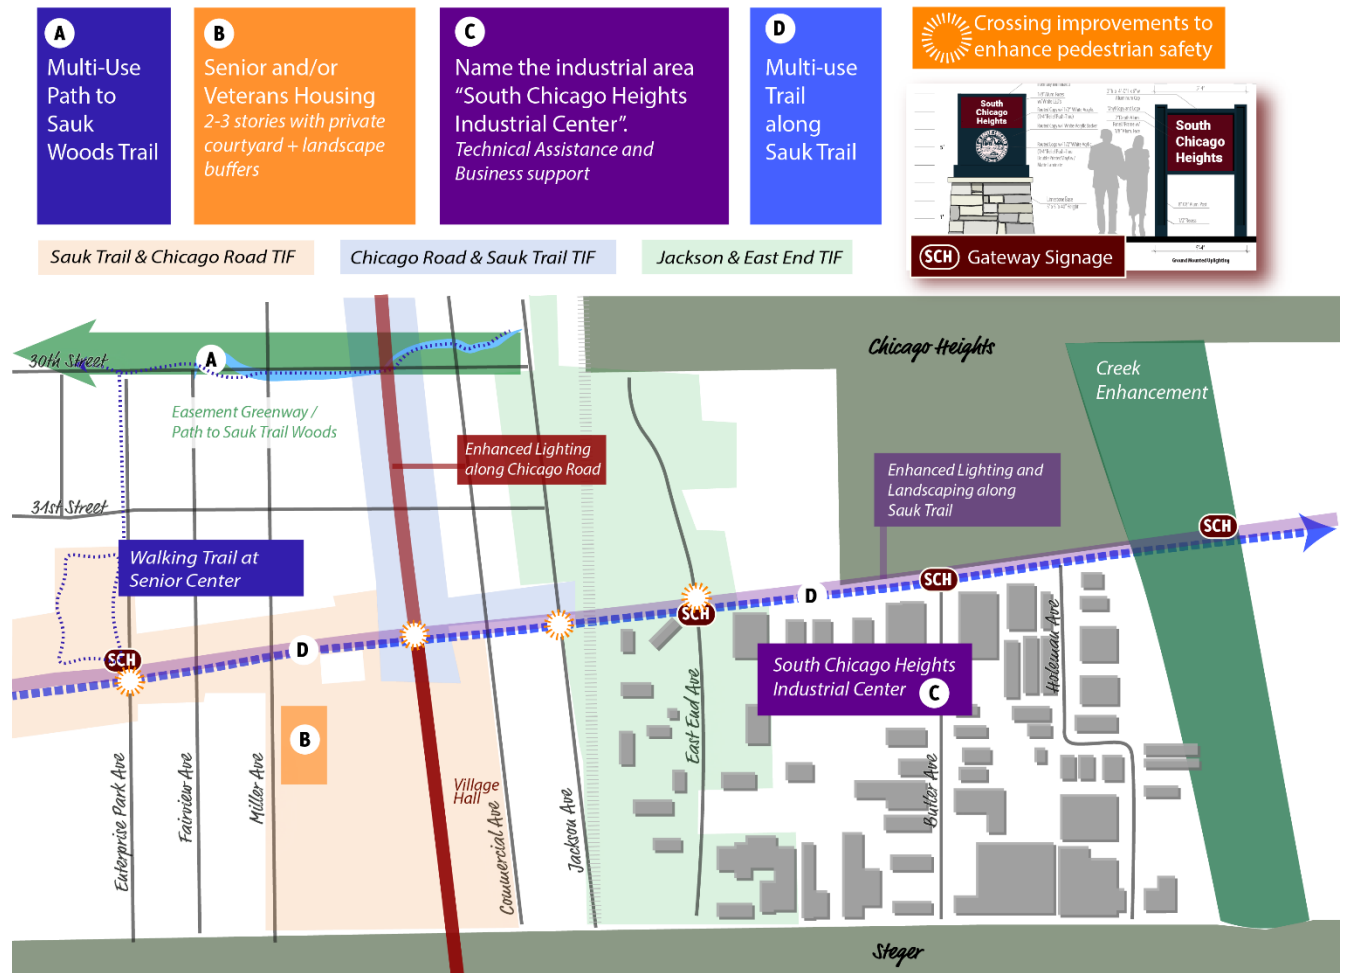 A
Multi-Use
Path to
Sauk
Woods Trail
B
Senior and/or
Veterans Housing
2-3 stories with private
courtyard + landscape
buffers
C
Name the industrial area
“South Chicago Heights
Industrial Center”.
Technical Assistance and
Business support
D
Multi-use
Trail
along
Sauk Trail
Crossing improvements to
enhance pedestrian safety
South
Chicago
Heights
South
Chicago
Heights
5'
1'
Ground Mounted Uplighting
SCH Gateway Signage
Sauk Trail & Chicago Road TIF
Chicago Road & Sauk Trail TIF
Jackson & East End TIF
30th Street
A
Easement Greenway /
Path to Sauk Trail Woods
Chicago Heights
Creek
Enhancement
Enhanced Lighting
along Chicago Road
Enhanced Lighting and
Landscaping along
Sauk Trail
31st Street
SCH
Walking Trail at
Senior Center
SCH
D
SCH
D
SCH
South Chicago Heights
Industrial Center
C
B
Village
Hall
Enterprise Park Ave
Fairview Ave
Miller Ave
Commercial Ave
Jackson Ave
East End Ave
Butler Ave
Holeman Ave
Steger